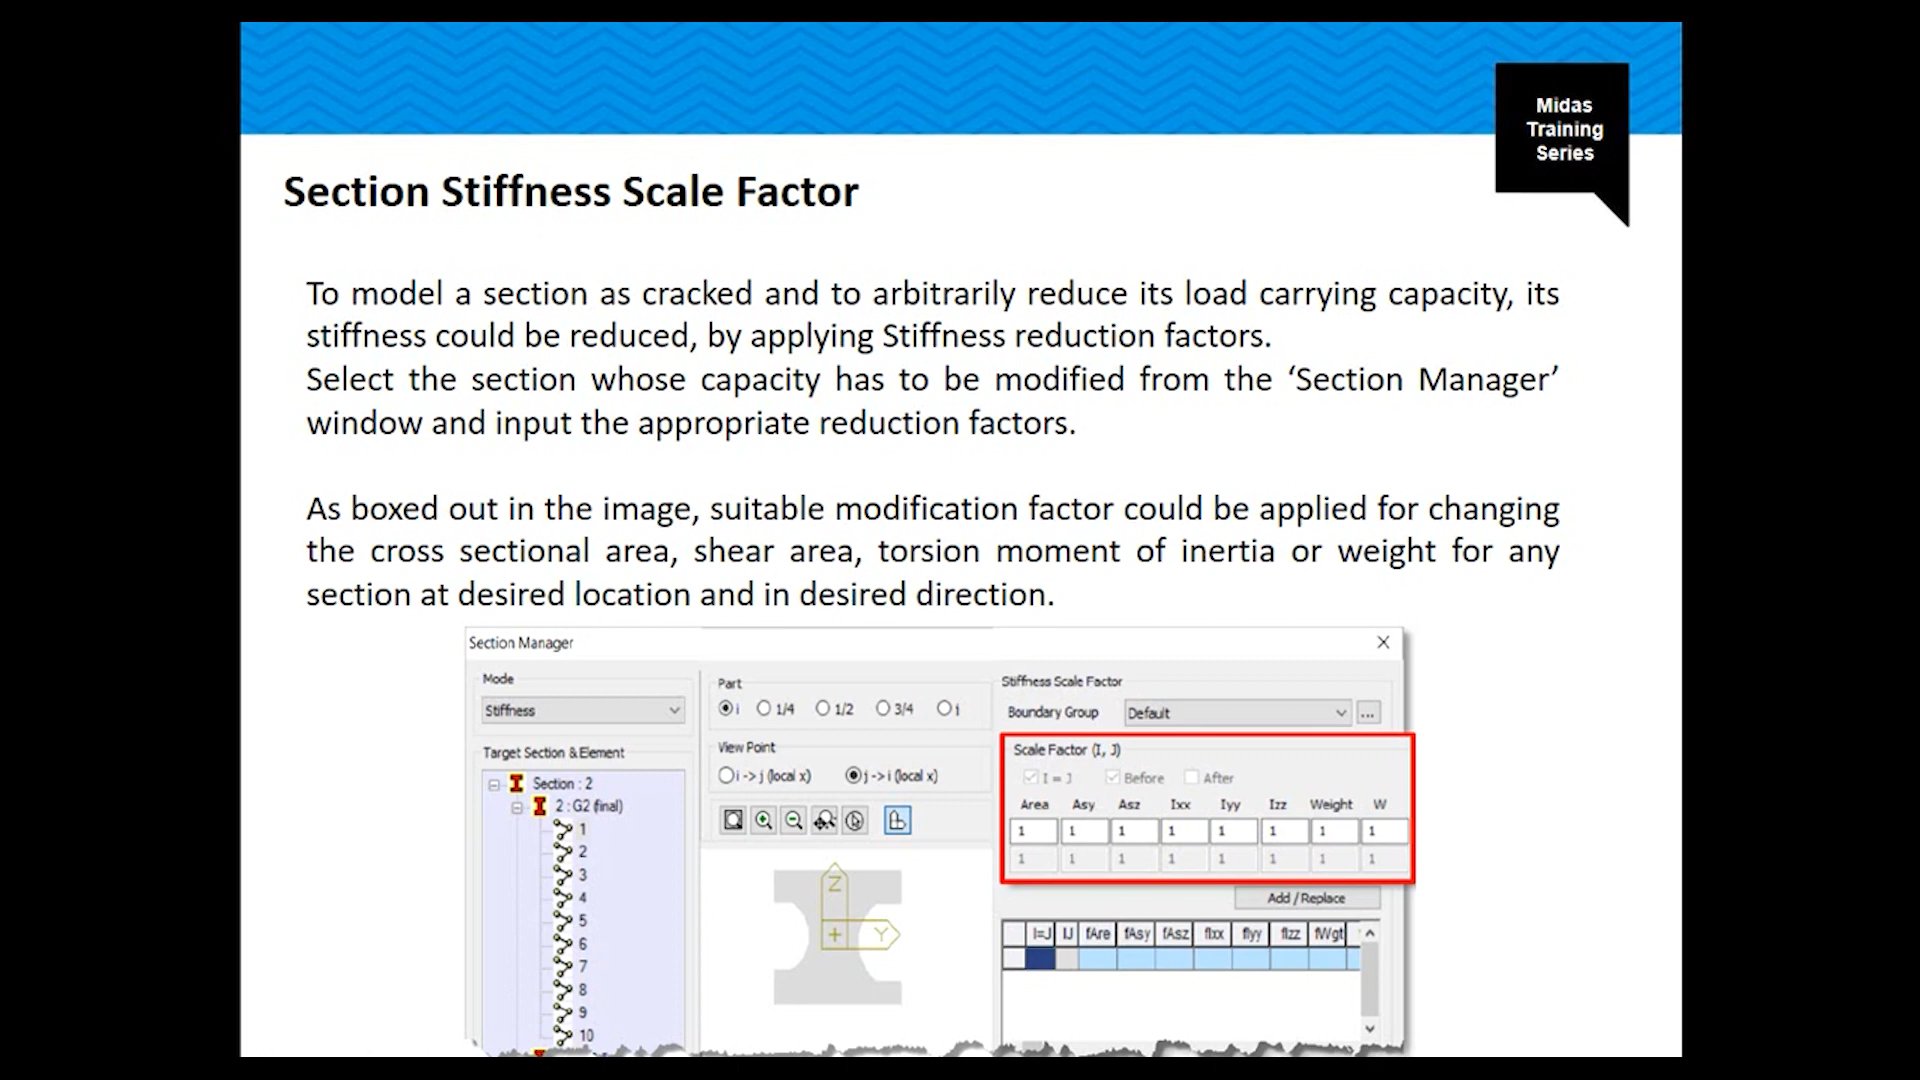 Midas
Training
Series
Section Stiffness Scale Factor
To model a section as cracked and to arbitrarily reduce its load carrying capacity, its
stiffness could be reduced, by applying Stiffness reduction factors.
Select the section whose capacity has to be modified from the ‘Section Manager’
window and input the appropriate reduction factors.
As boxed out in the image, suitable modification factor could be applied for changing
the cross sectional area, shear area, torsion moment of inertia or weight for any
section at desired location and in desired direction.
Section Manager
Mode
Stiffness
Target Section & Element
Section : 2
2 : G2 (final)
1
2
3
4
5
6
7
8
9
10
Part
i 1/4 1/2 3/4 j
View Point
i -> j (local x) j -> i (local x)
Z
Y
Stiffness Scale Factor
Boundary Group Default ...
Scale Factor (I, J)
I = J Before After
Area Asy Asz Ixx Iyy Izz Weight W
1 1 1 1 1 1 1 1
1 1 1 1 1 1 1 1
Add / Replace
I=J IJ fAre fAsy fAsz fIxx fIyy fIzz fWgt